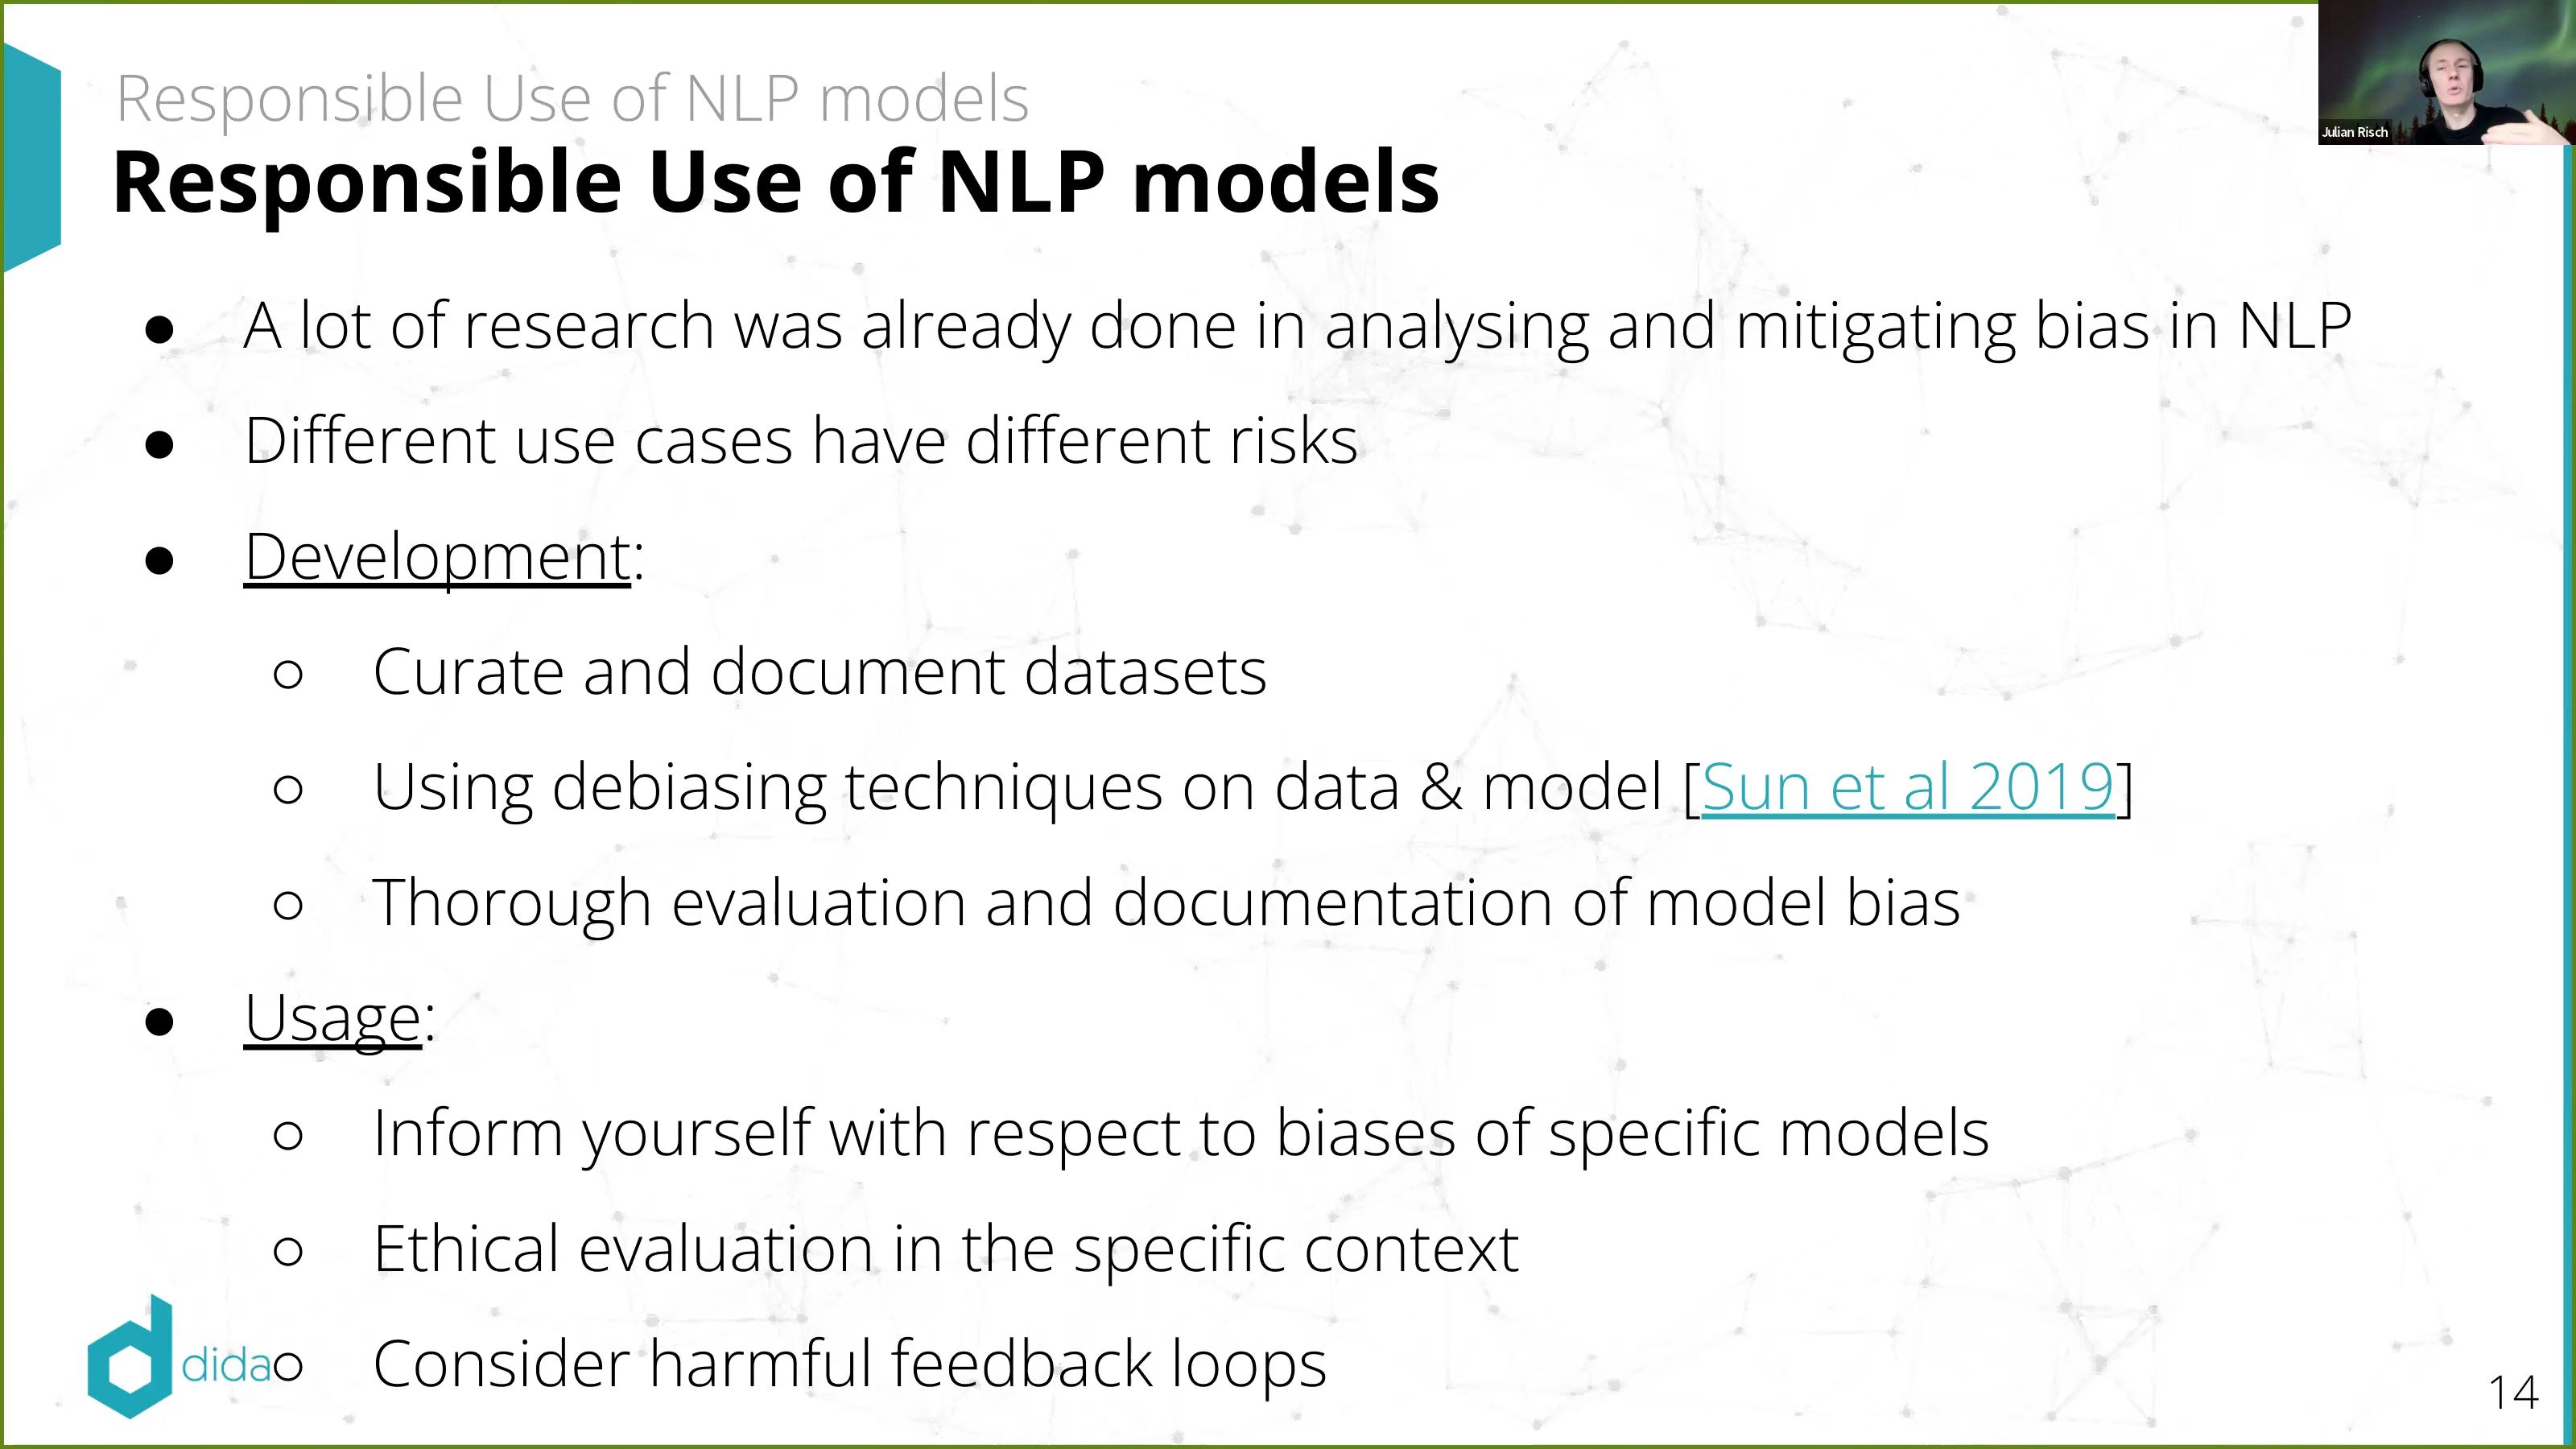 Responsible Use of NLP models
Julian Risch
Responsible Use of NLP models
● A lot of research was already done in analysing and mitigating bias in NLP
● Different use cases have different risks
● Development:
○ Curate and document datasets
○ Using debiasing techniques on data & model [Sun et al 2019]
○ Thorough evaluation and documentation of model bias
● Usage:
○ Inform yourself with respect to biases of specific models
○ Ethical evaluation in the specific context
○ Consider harmful feedback loops
dida
14